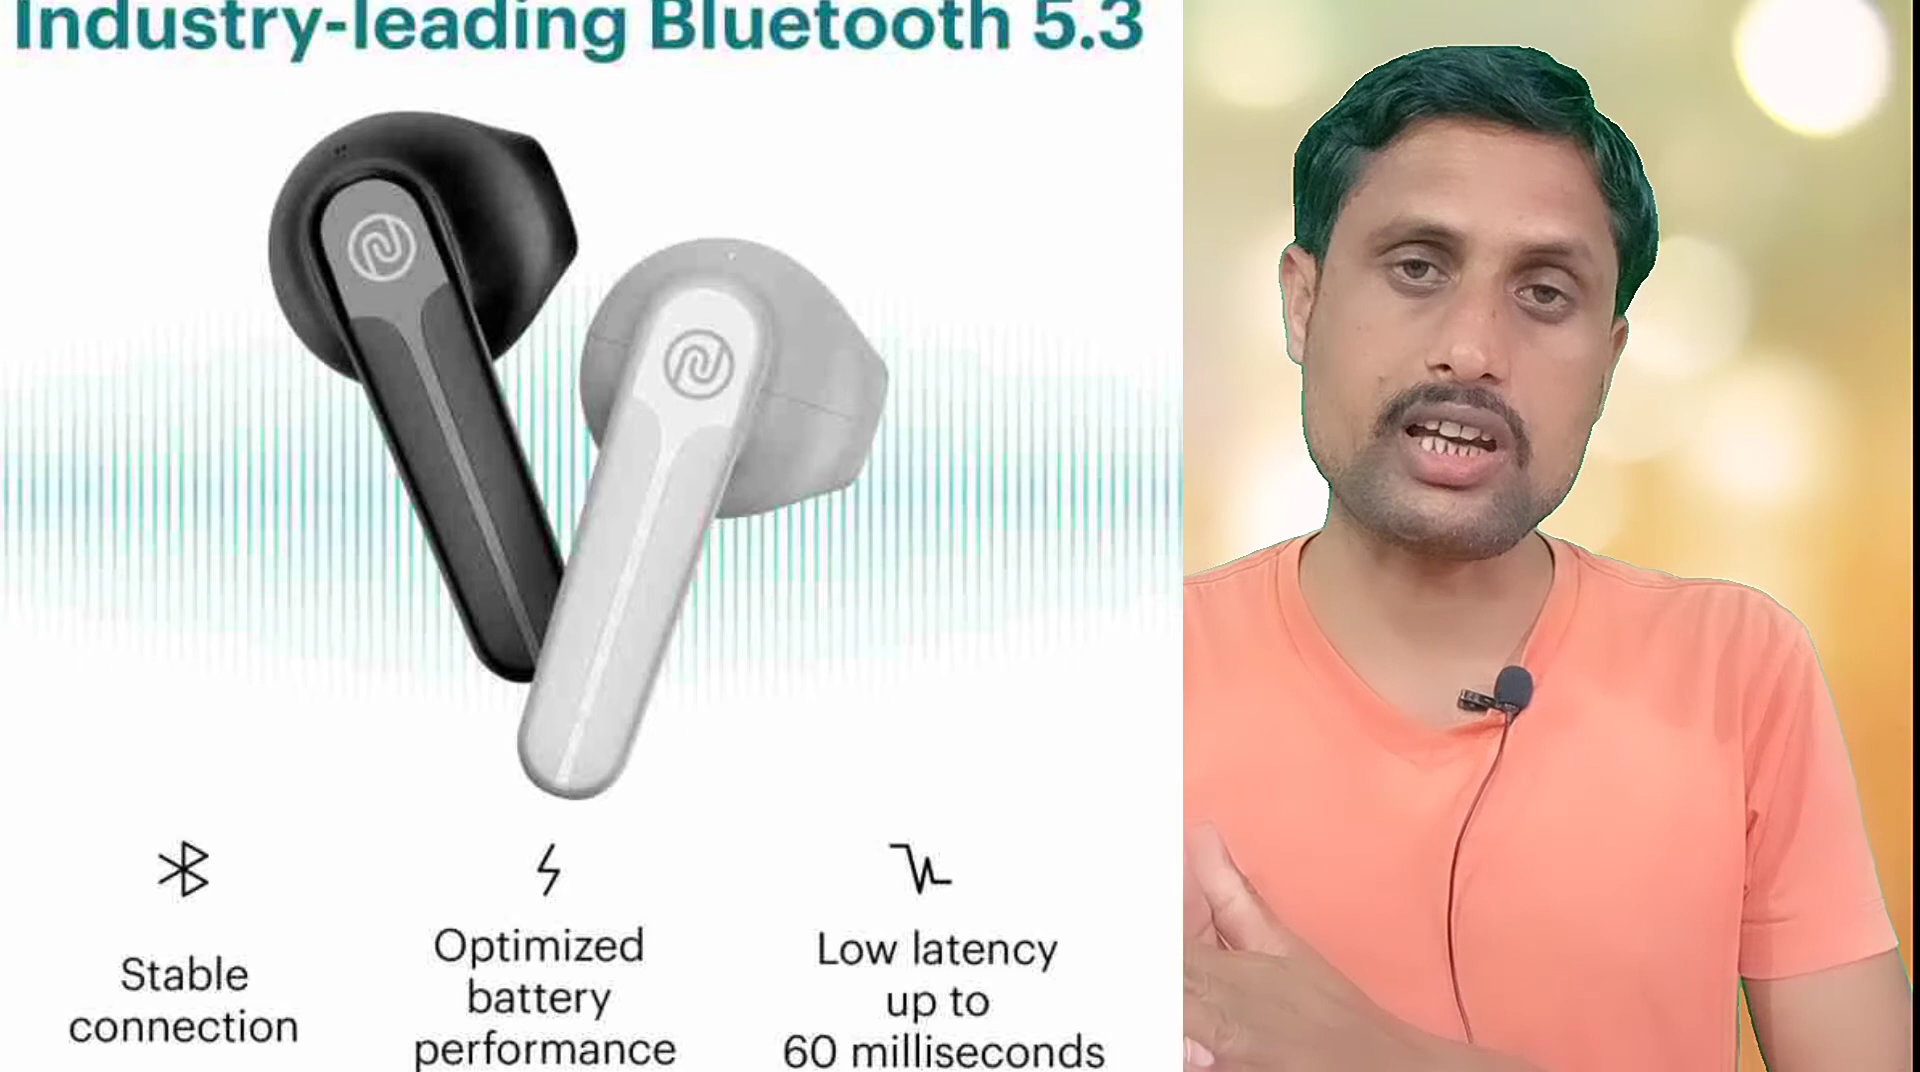 Industry-leading Bluetooth 5.3
Stable
connection
Optimized
battery
performance
Low latency
up to
60 milliseconds